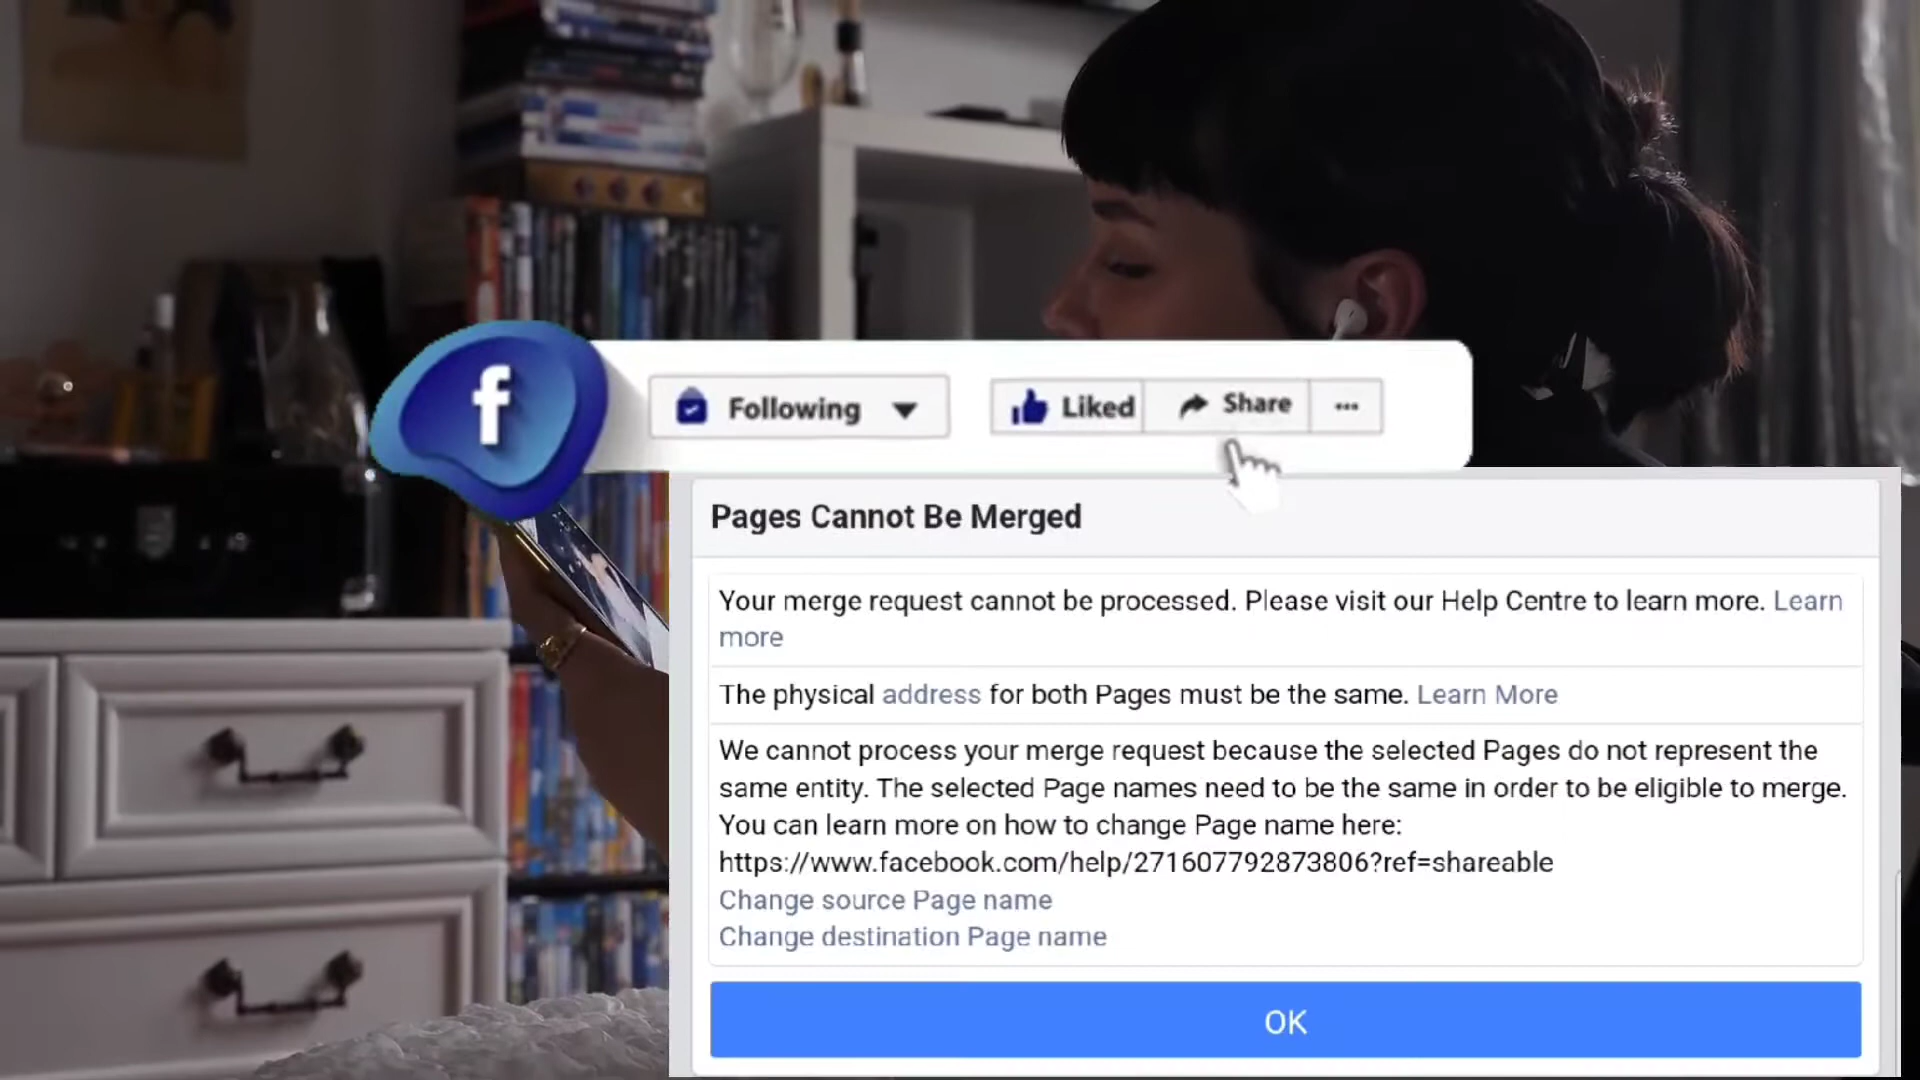 f
Following
Liked
Share
Pages Cannot Be Merged
Your merge request cannot be processed. Please visit our Help Centre to learn more. Learn
more
The physical address for both Pages must be the same. Learn More
We cannot process your merge request because the selected Pages do not represent the
same entity. The selected Page names need to be the same in order to be eligible to merge.
You can learn more on how to change Page name here:
https://www.facebook.com/help/271607792873806?ref=shareable
Change source Page name
Change destination Page name
OK